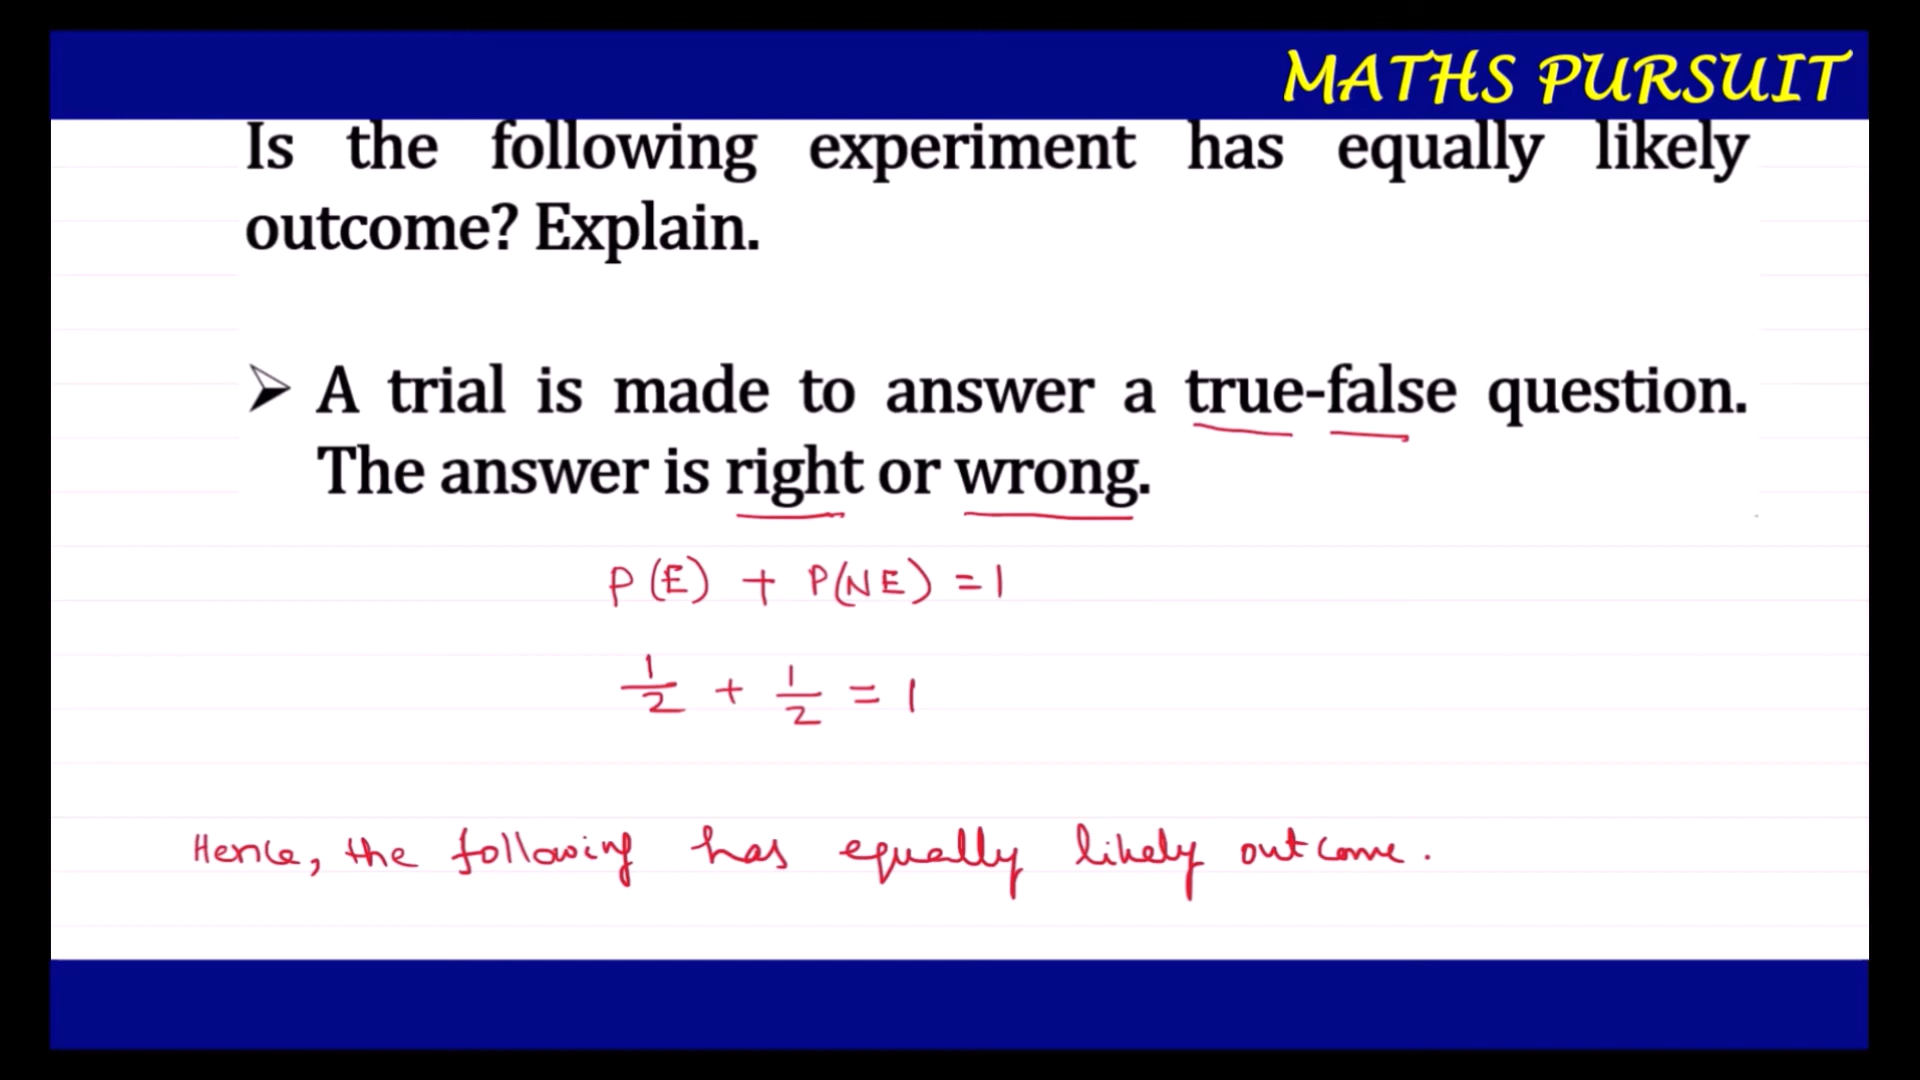 MATHS PURSUIT
Is the following experiment has equally likely
outcome? Explain.
➢ A trial is made to answer a true-false question.
The answer is right or wrong.
P(E) + P(NE) = 1
1/2 + 1/2 = 1
Hence, the following has equally likely outcome.